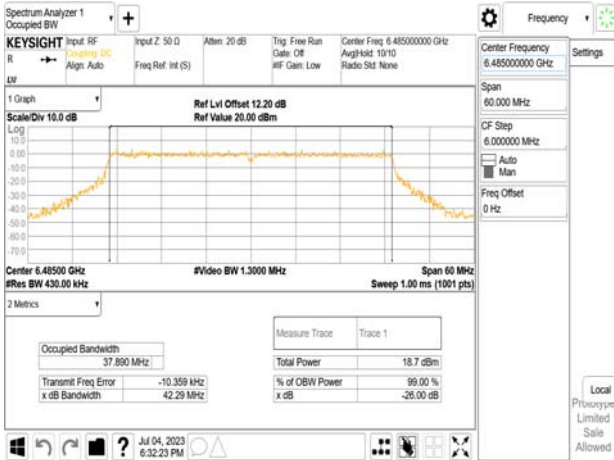 Spectrum Analyzer 1
Occupied BW
Frequency
KEYSIGHT
R
Input: RF
Coupling: DC
Align: Auto
Input Z: 50 Ω
Freq Ref: Int (S)
Atten: 20 dB
Trig: Free Run
Gate: Off
#IF Gain: Low
Center Freq: 6.485000000 GHz
Avg|Hold: 10/10
Radio Std: None
Center Frequency
6.485000000 GHz
Settings
Span
60.000 MHz
CF Step
6.000000 MHz
Auto
Man
Freq Offset
0 Hz
1 Graph
Scale/Div 10.0 dB
Ref Lvl Offset 12.20 dB
Ref Value 20.00 dBm
Log
10.0
0.00
-10.0
-20.0
-30.0
-40.0
-50.0
-60.0
-70.0
Center 6.48500 GHz
#Res BW 430.00 kHz
#Video BW 1.3000 MHz
Span 60 MHz
Sweep 1.00 ms (1001 pts)
2 Metrics
Measure Trace Trace 1
Occupied Bandwidth
37.890 MHz
Total Power 18.7 dBm
Transmit Freq Error -10.359 kHz
% of OBW Power 99.00 %
x dB Bandwidth 42.29 MHz
x dB -26.00 dB
Local
Prototype
Limited
Sale
Allowed
?
Jul 04, 2023
6:32:23 PM